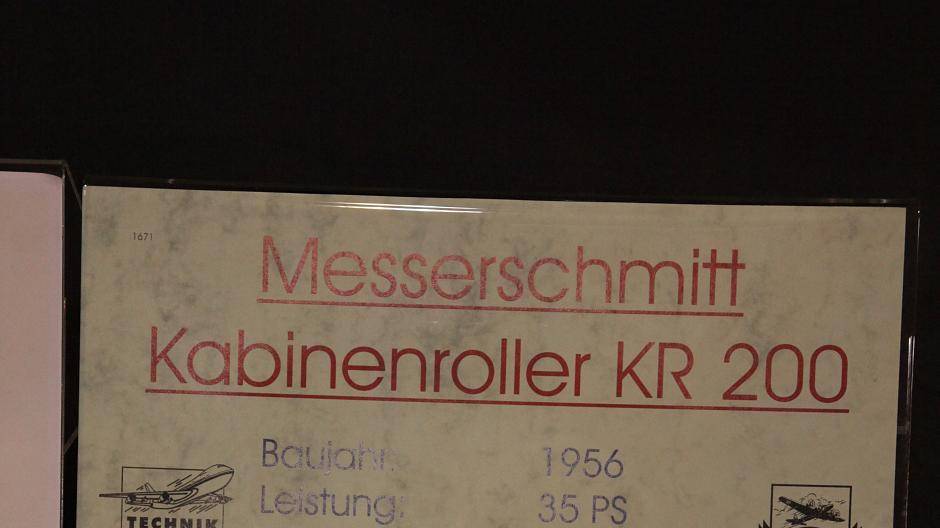 1671
Messerschmitt
Kabinenroller KR 200
Baujahr: 1956
Leistung: 35 PS
TECHNIK